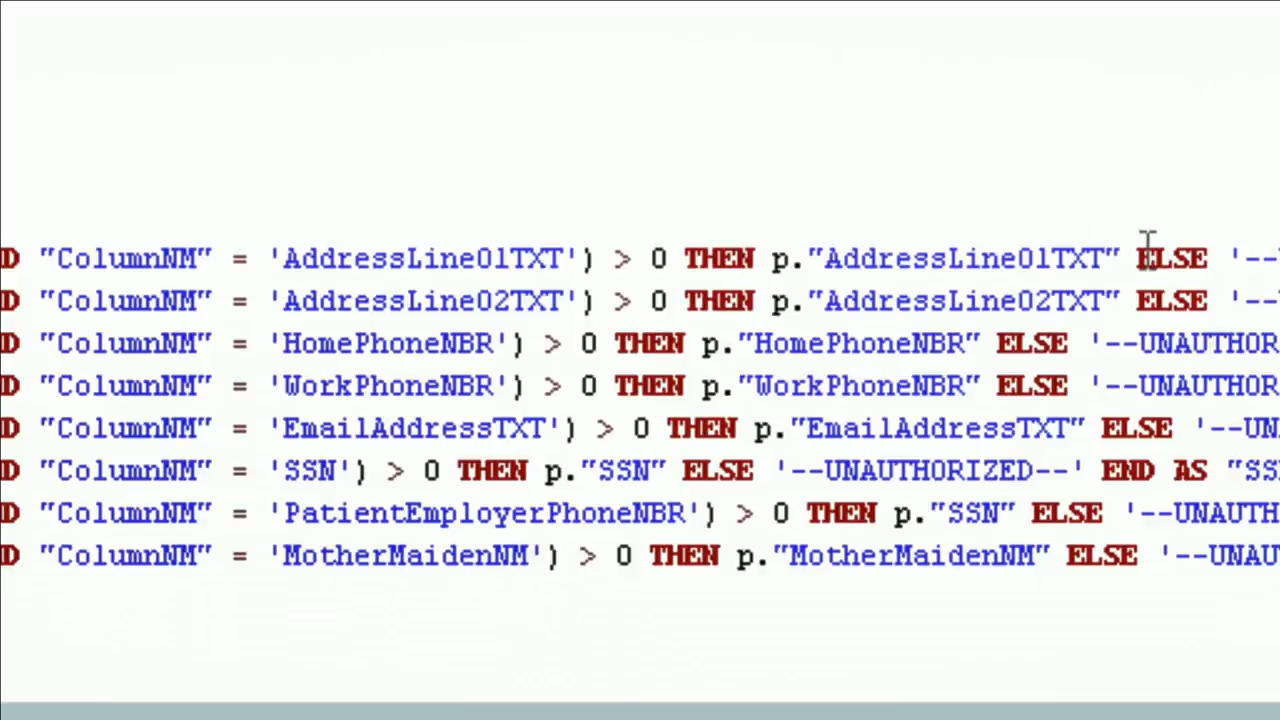 D "ColumnNM" = 'AddressLine01TXT') > 0 THEN p."AddressLine01TXT" ELSE '--
D "ColumnNM" = 'AddressLine02TXT') > 0 THEN p."AddressLine02TXT" ELSE '--
D "ColumnNM" = 'HomePhoneNBR') > 0 THEN p."HomePhoneNBR" ELSE '--UNAUTHOR
D "ColumnNM" = 'WorkPhoneNBR') > 0 THEN p."WorkPhoneNBR" ELSE '--UNAUTHOR
D "ColumnNM" = 'EmailAddressTXT') > 0 THEN p."EmailAddressTXT" ELSE '--UN
D "ColumnNM" = 'SSN') > 0 THEN p."SSN" ELSE '--UNAUTHORIZED--' END AS "SS
D "ColumnNM" = 'PatientEmployerPhoneNBR') > 0 THEN p."SSN" ELSE '--UNAUTH
D "ColumnNM" = 'MotherMaidenNM') > 0 THEN p."MotherMaidenNM" ELSE '--UNAU